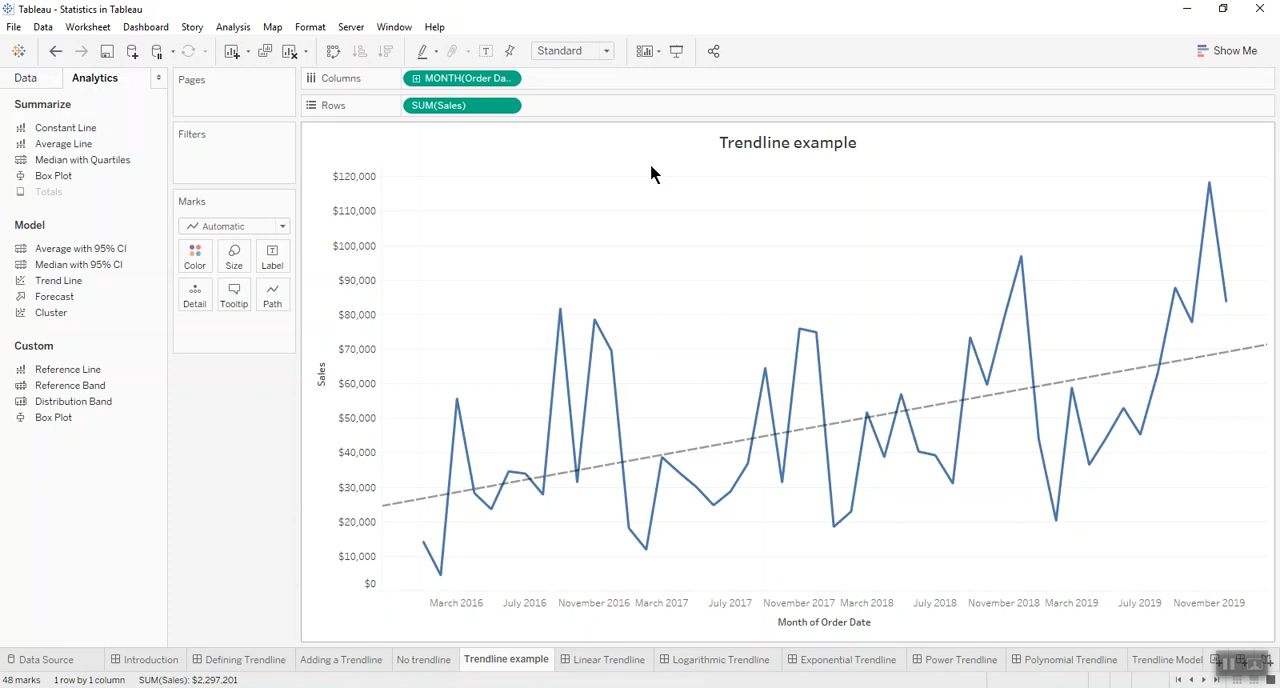 Tableau - Statistics in Tableau
File Data Worksheet Dashboard Story Analysis Map Format Server Window Help
Standard
Show Me
Data Analytics
Pages
Columns MONTH(Order Da..
Rows SUM(Sales)
Summarize
Constant Line
Average Line
Median with Quartiles
Box Plot
Totals
Model
Average with 95% CI
Median with 95% CI
Trend Line
Forecast
Cluster
Custom
Reference Line
Reference Band
Distribution Band
Box Plot
Filters
Marks
Automatic
Color Size Label
Detail Tooltip Path
Trendline example
$120,000
$110,000
$100,000
$90,000
$80,000
$70,000
$60,000
$50,000
$40,000
$30,000
$20,000
$10,000
$0
Sales
March 2016 July 2016 November 2016 March 2017 July 2017 November 2017 March 2018 July 2018 November 2018 March 2019 July 2019 November 2019
Month of Order Date
Data Source Introduction Defining Trendline Adding a Trendline No trendline Trendline example Linear Trendline Logarithmic Trendline Exponential Trendline Power Trendline Polynomial Trendline Trendline Model
48 marks 1 row by 1 column SUM(Sales): $2,297,201